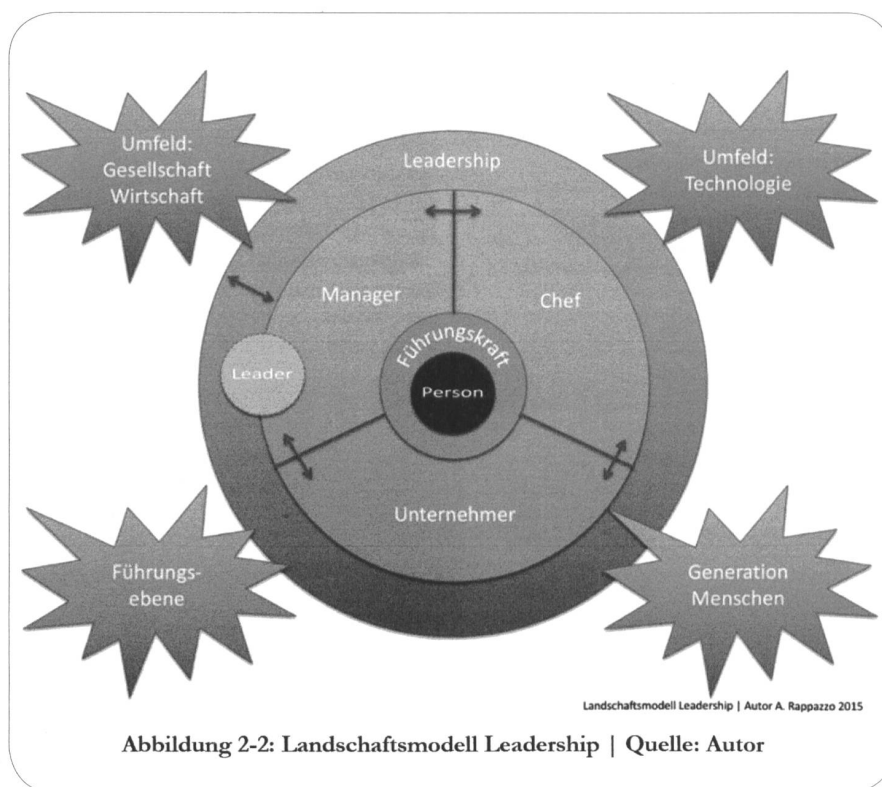 Umfeld:
Gesellschaft
Wirtschaft
Umfeld:
Technologie
Leadership
Manager
Chef
Führungskraft
Leader
Person
Unternehmer
Führungs-
ebene
Generation
Menschen
Landschaftsmodell Leadership | Autor A. Rappazzo 2015
Abbildung 2-2: Landschaftsmodell Leadership | Quelle: Autor